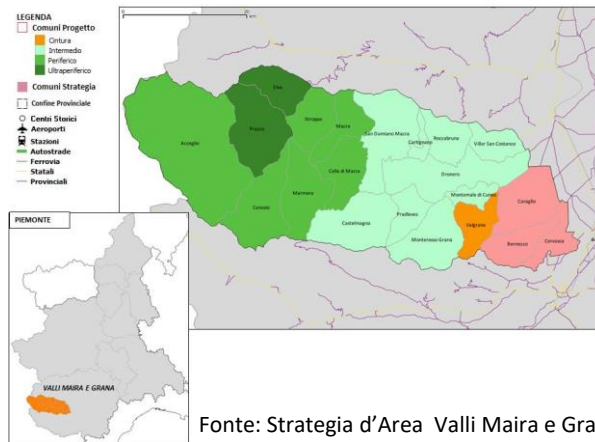 LEGENDA
Comuni Progetto
Cintura
Intermedio
Periferico
Ultraperiferico
Comuni Strategia
Confine Provinciale
Centri Storici
Aeroporti
Stazioni
Autostrade
Ferrovia
Statali
Provinciali
Elva
Prazzo
Stroppo
Macra
Acceglio
Celle di Macra
Marmora
Canosio
San Damiano Macra
Cartignano
Roccabruna
Villar San Costanzo
Dronero
Montemale di Cuneo
Castelmagno
Pradleves
Monterosso Grana
Valgrana
Caraglio
Bernezzo
Cervasca
PIEMONTE
VALLI MAIRA E GRANA
Fonte: Strategia d'Area Valli Maira e Gra